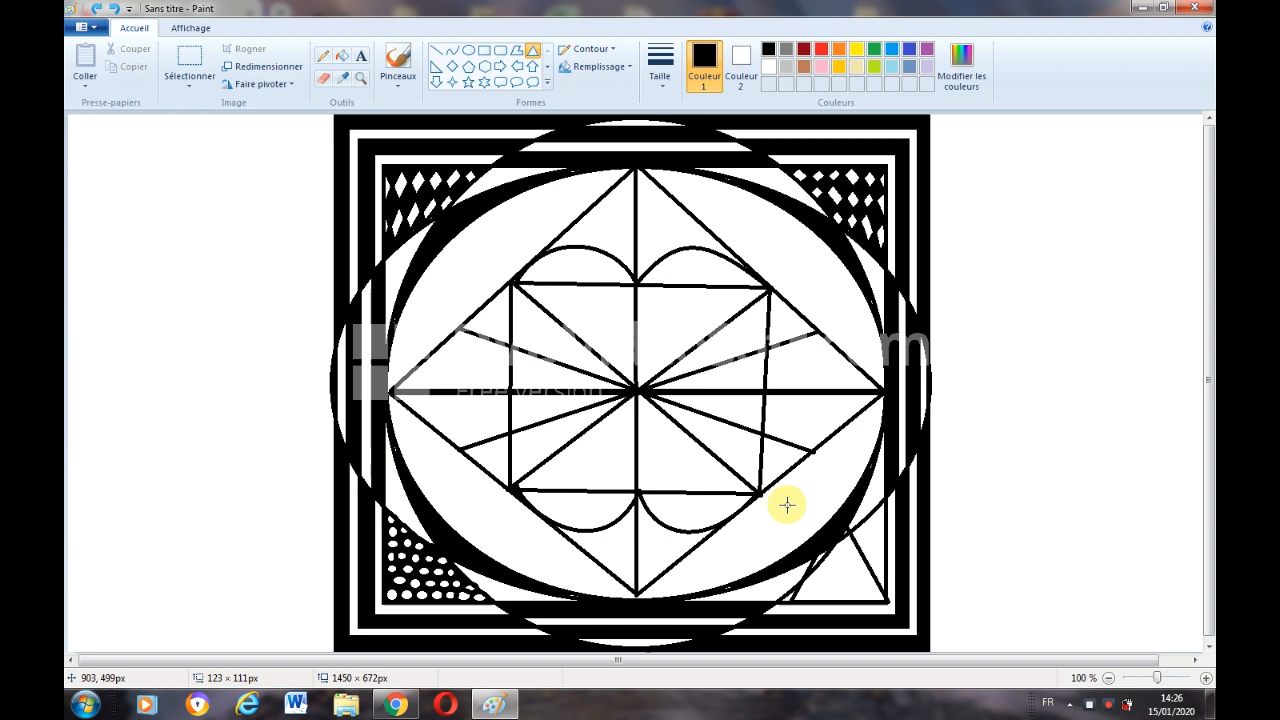 Sans titre - Paint
Accueil Affichage
Coller
Couper
Copier
Presse-papiers
Sélectionner
Rogner
Redimensionner
Faire pivoter
Image
A
Outils
Pinceaux
Contour
Remplissage
Formes
Taille
Couleur 1
Couleur 2
Modifier les couleurs
Couleurs
Free version
903, 499px
123 × 111px
1450 × 672px
100 %
FR
14:26
15/01/2020